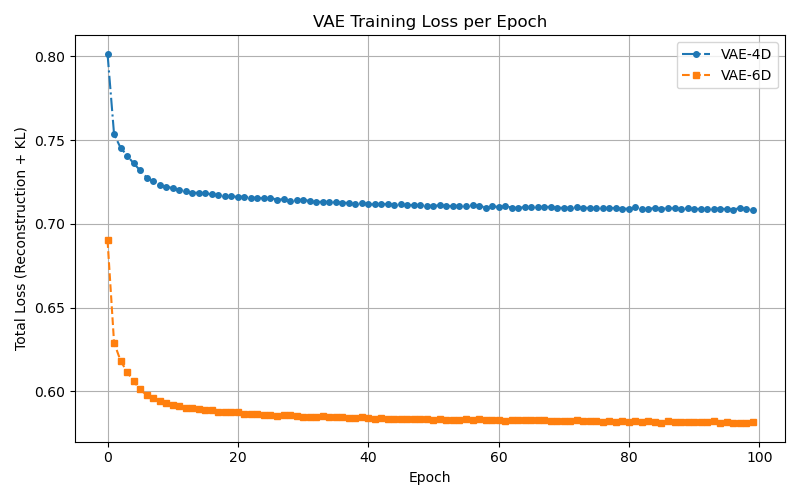 VAE Training Loss per Epoch
VAE-4D
VAE-6D
Total Loss (Reconstruction + KL)
0.80
0.75
0.70
0.65
0.60
0 20 40 60 80 100
Epoch